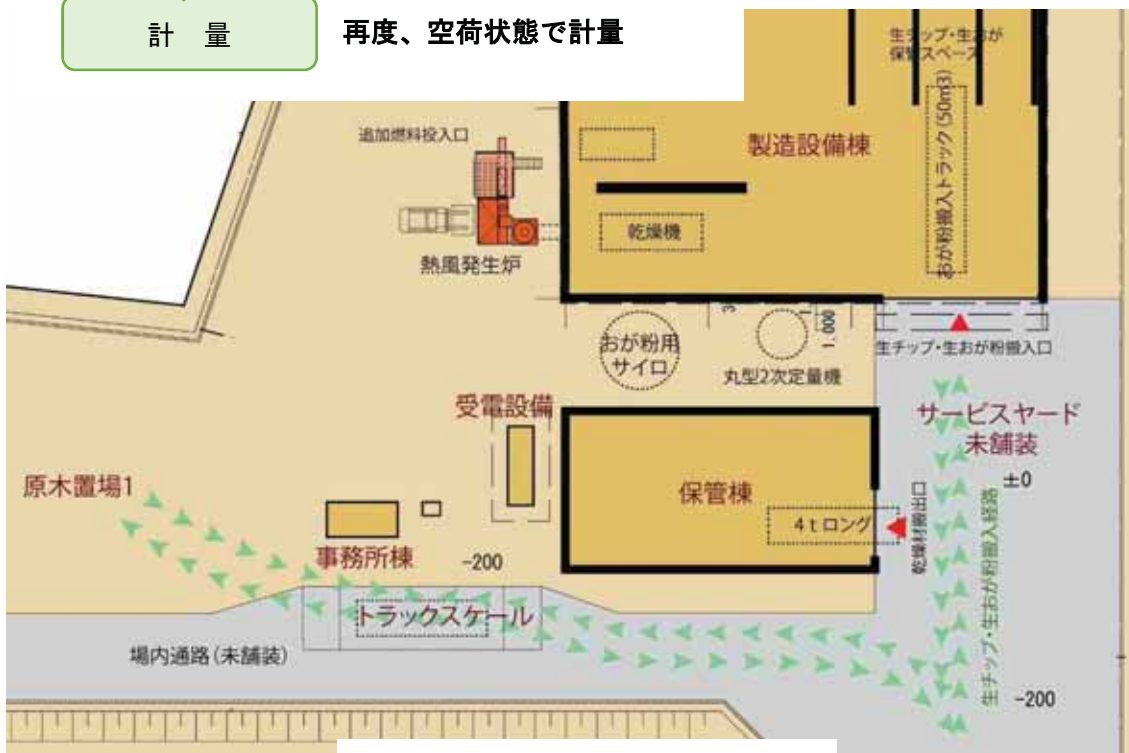 計 量
再度、空荷状態で計量
生チップ・生おが
保管スペース
追加燃料投入口
製造設備棟
おが粉搬入トラック(50m3)
乾燥機
熱風発生炉
おが粉用
サイロ
1.000
丸型2次定量機
生チップ・生おが粉搬入口
受電設備
サービスヤード
未舗装
±0
原木置場1
保管棟
4tロング
乾燥材搬出口
生チップ・生おが粉搬入経路
事務所棟
-200
トラックスケール
場内通路(未舗装)
-200